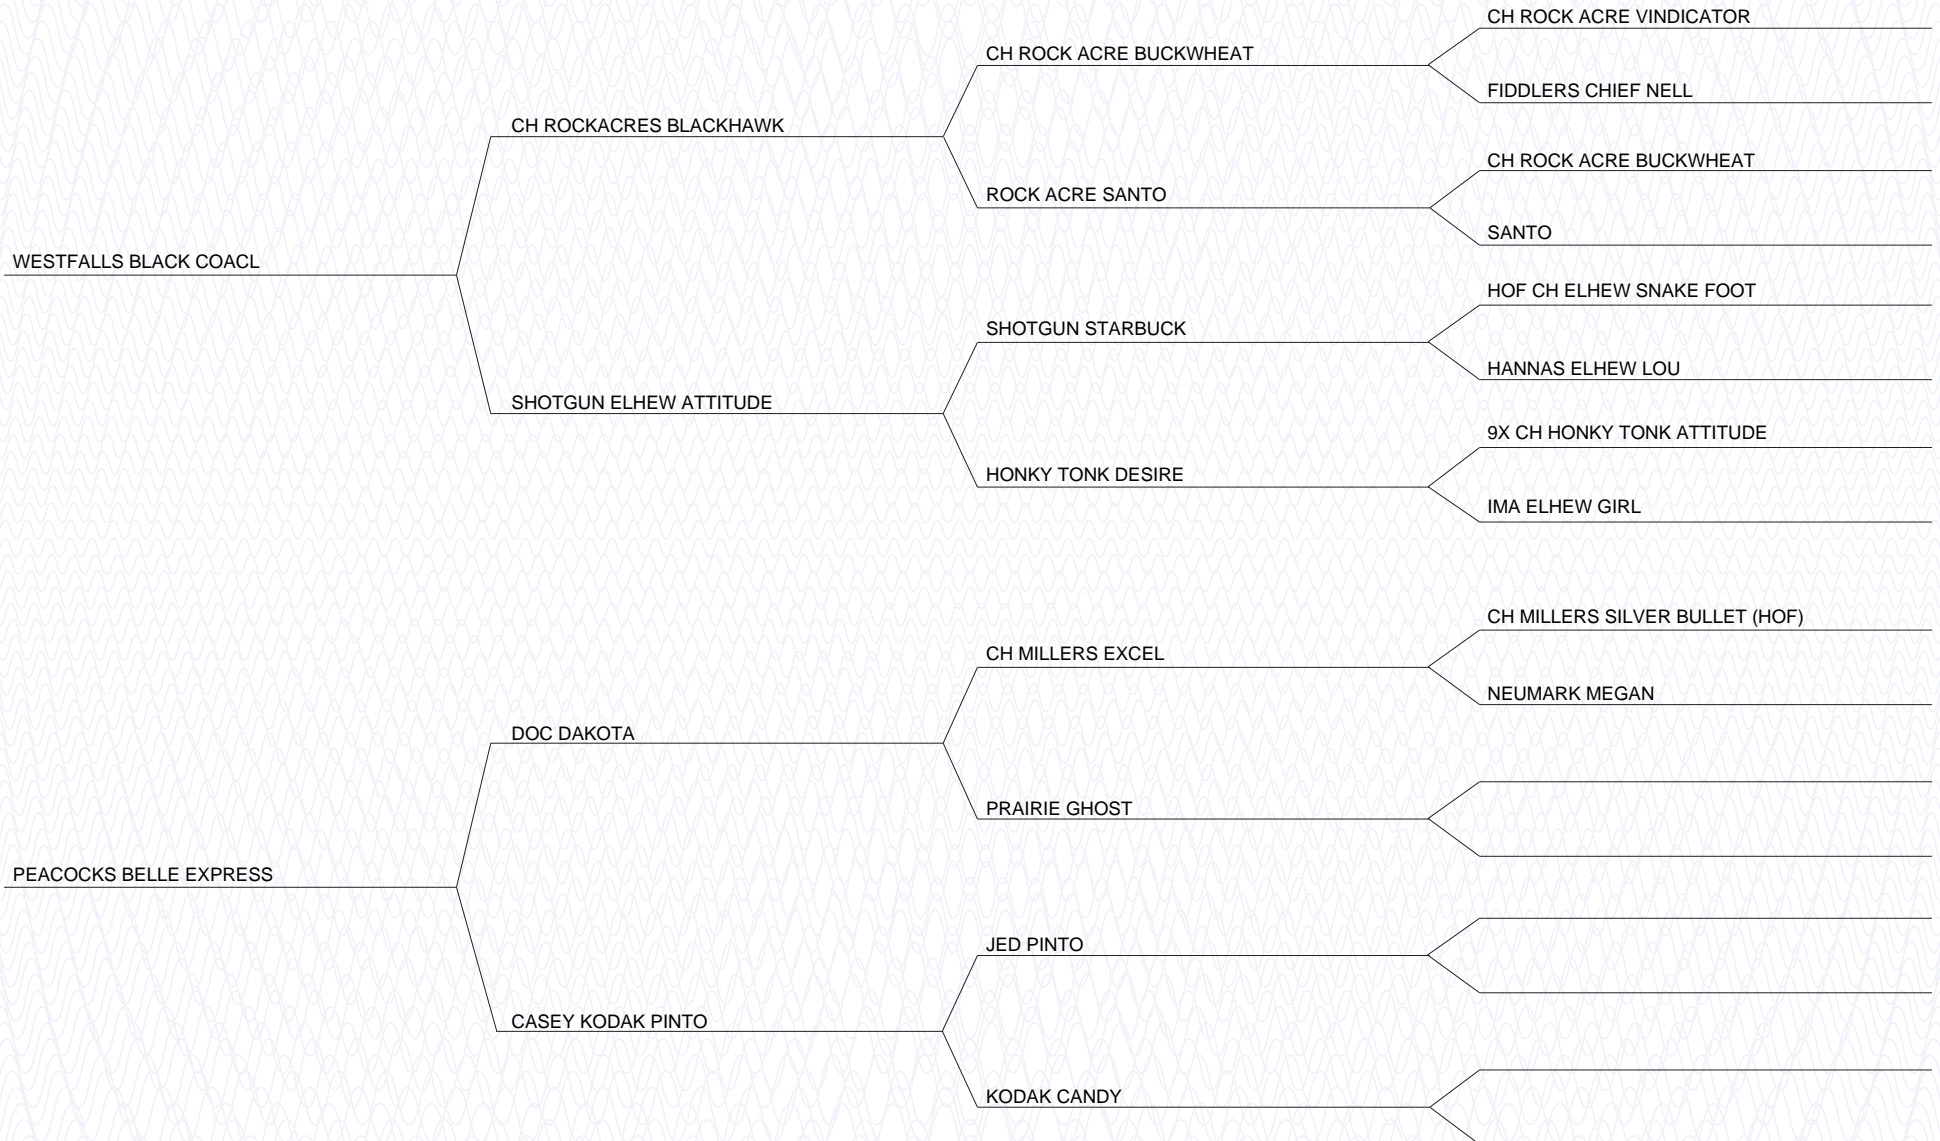 CH ROCK ACRE VINDICATOR
CH ROCK ACRE BUCKWHEAT
FIDDLERS CHIEF NELL
CH ROCKACRES BLACKHAWK
CH ROCK ACRE BUCKWHEAT
ROCK ACRE SANTO
SANTO
WESTFALLS BLACK COACL
HOF CH ELHEW SNAKE FOOT
SHOTGUN STARBUCK
HANNAS ELHEW LOU
SHOTGUN ELHEW ATTITUDE
9X CH HONKY TONK ATTITUDE
HONKY TONK DESIRE
IMA ELHEW GIRL
CH MILLERS SILVER BULLET (HOF)
CH MILLERS EXCEL
NEUMARK MEGAN
DOC DAKOTA
PRAIRIE GHOST
PEACOCKS BELLE EXPRESS
JED PINTO
CASEY KODAK PINTO
KODAK CANDY